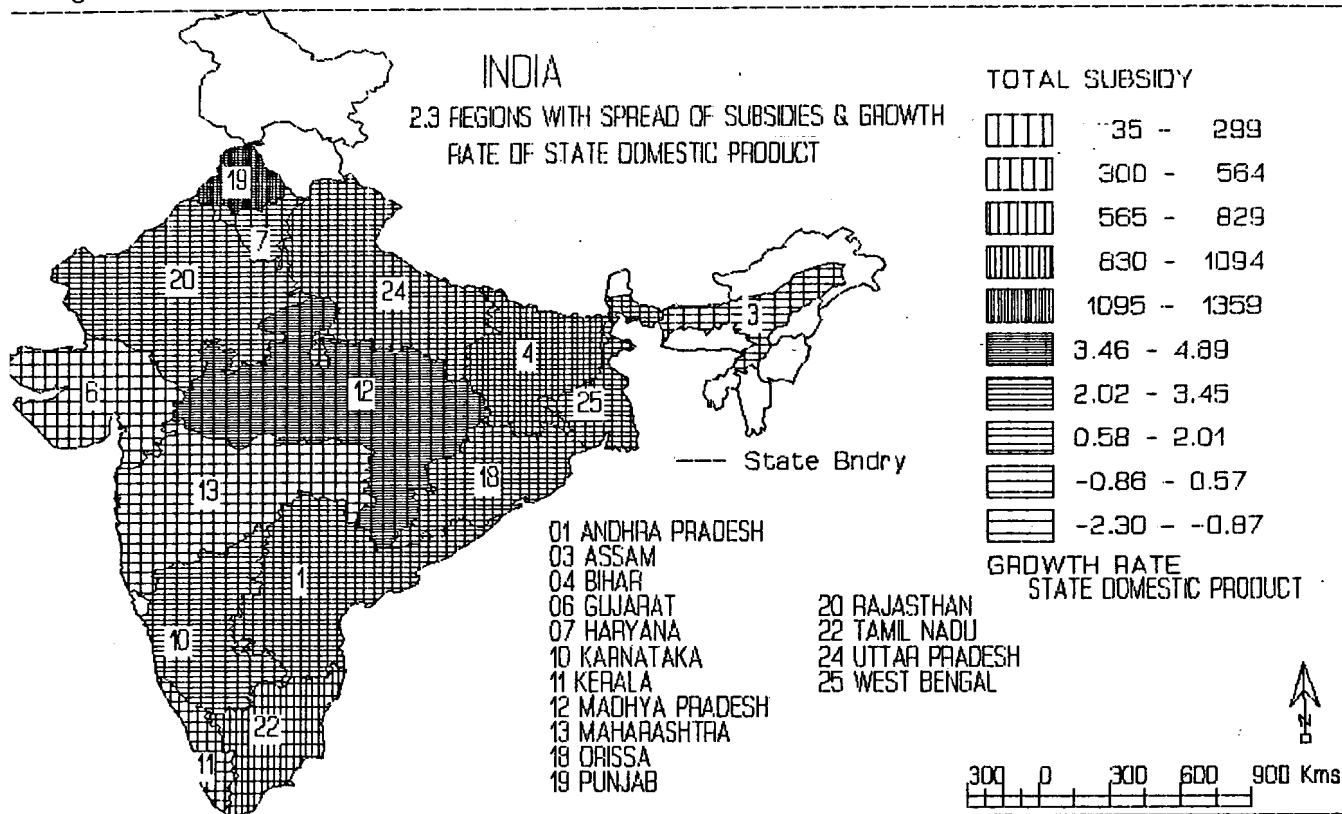 INDIA
2.3 REGIONS WITH SPREAD OF SUBSIDIES & GROWTH
RATE OF STATE DOMESTIC PRODUCT
TOTAL SUBSIDY
35 - 299
300 - 564
565 - 829
830 - 1094
1095 - 1359
3.46 - 4.89
2.02 - 3.45
0.58 - 2.01
-0.86 - 0.57
-2.30 - -0.87
GROWTH RATE
STATE DOMESTIC PRODUCT
19
7
20
24
3
4
6
12
25
13
18
1
10
22
11
State Bndry
01 ANDHRA PRADESH
03 ASSAM
04 BIHAR
06 GUJARAT
07 HARYANA
10 KARNATAKA
11 KERALA
12 MADHYA PRADESH
13 MAHARASHTRA
18 ORISSA
19 PUNJAB
20 RAJASTHAN
22 TAMIL NADU
24 UTTAR PRADESH
25 WEST BENGAL
N
300 0 300 600 900 Kms